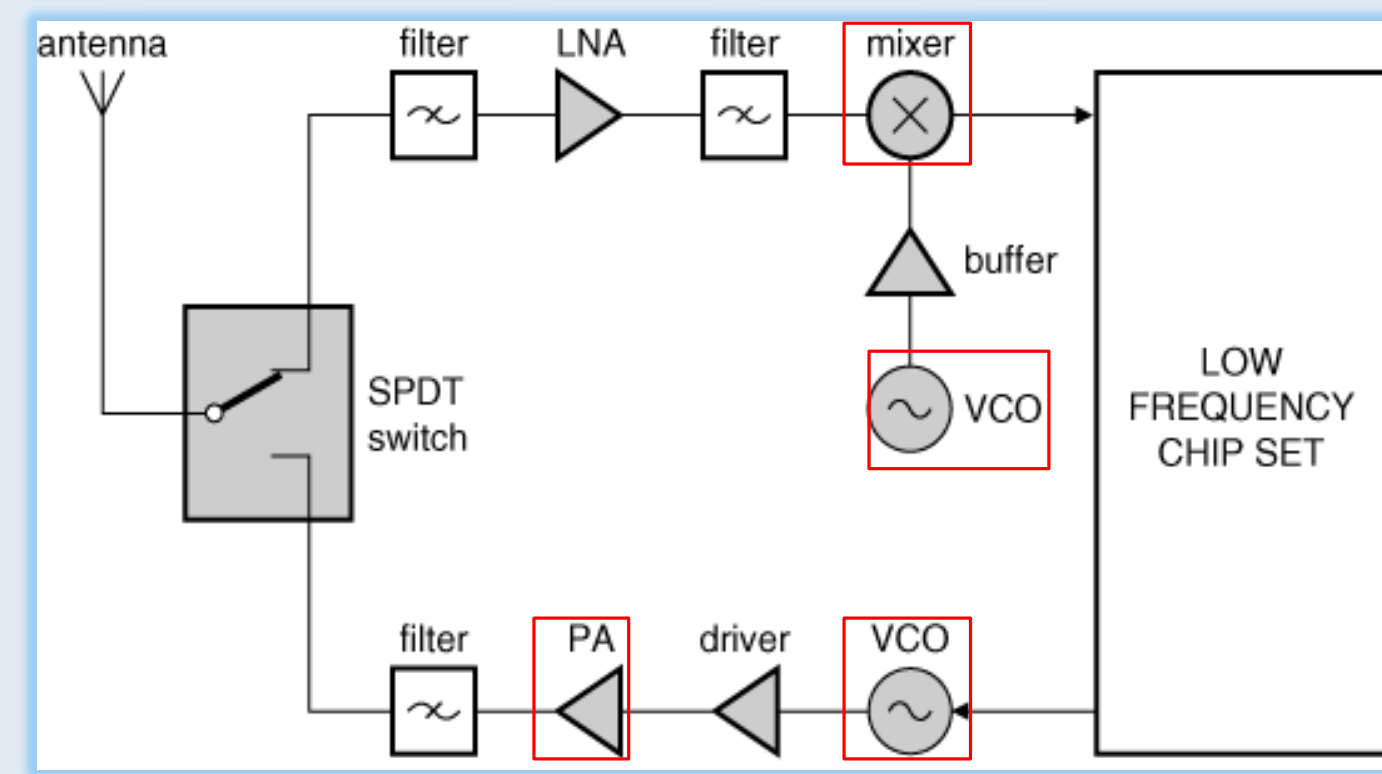 antenna
filter
LNA
filter
mixer
buffer
SPDT
switch
VCO
LOW
FREQUENCY
CHIP SET
filter
PA
driver
VCO